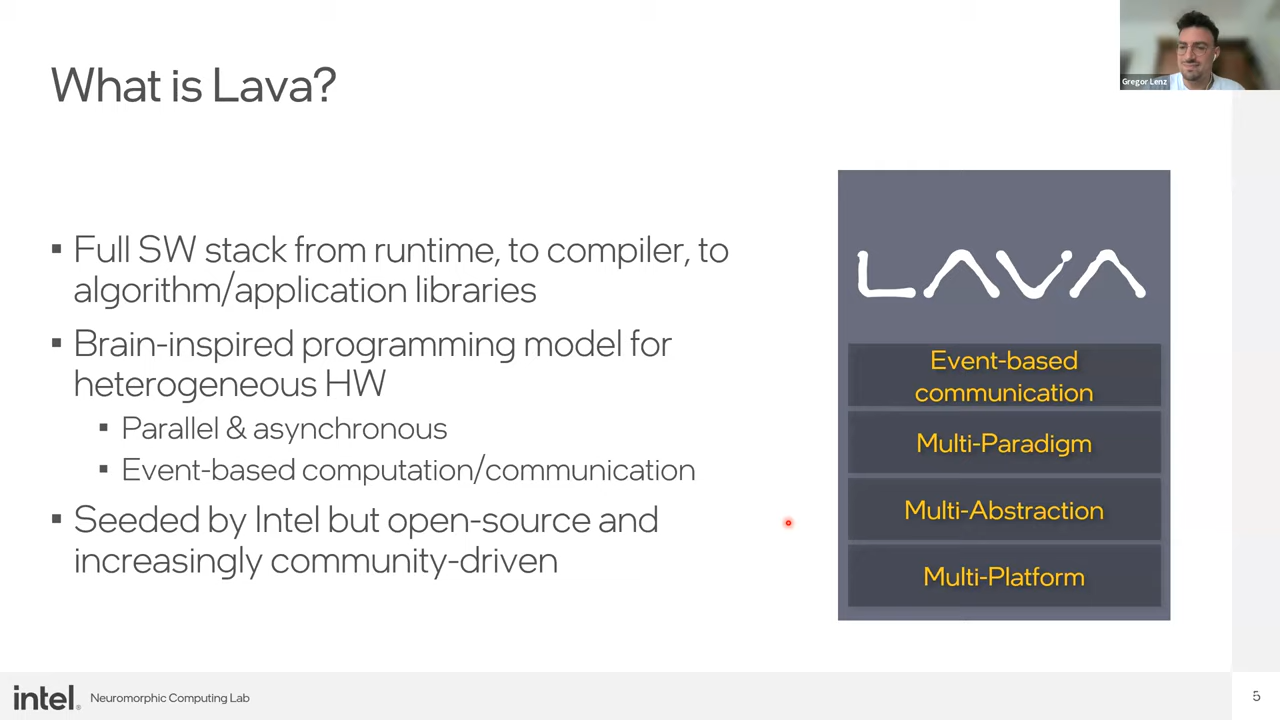 Gregor Lenz
What is Lava?
▪ Full SW stack from runtime, to compiler, to
algorithm/application libraries
▪ Brain-inspired programming model for
heterogeneous HW
▪ Parallel & asynchronous
▪ Event-based computation/communication
▪ Seeded by Intel but open-source and
increasingly community-driven
LAVA
Event-based
communication
Multi-Paradigm
Multi-Abstraction
Multi-Platform
intel. Neuromorphic Computing Lab
5